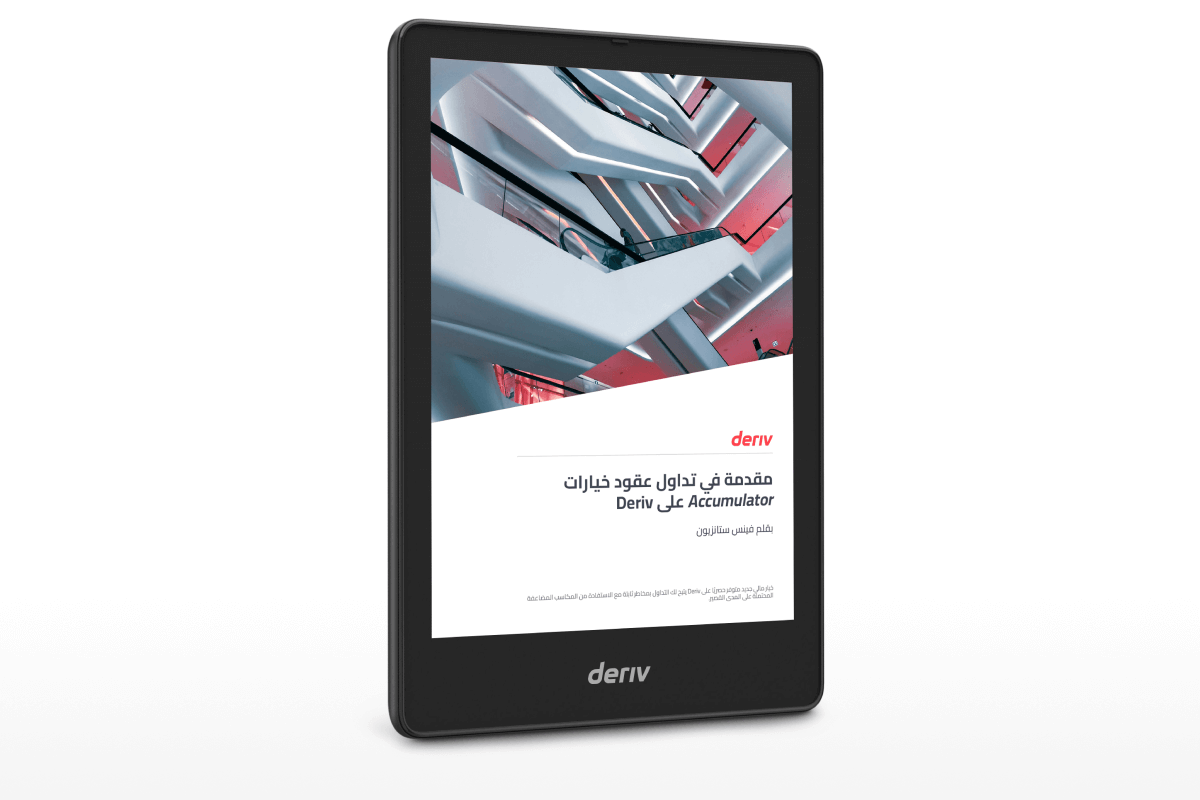 deriv
مقدمة في تداول عقود خيارات
Accumulator على Deriv
بقلم فينس ستانزيون
خيار مالي جديد متوفر حصريًا على Deriv يتيح لك التداول بمخاطر ثابتة مع الاستفادة من المكاسب المضاعفة
المحتملة على المدى القصير.
deriv